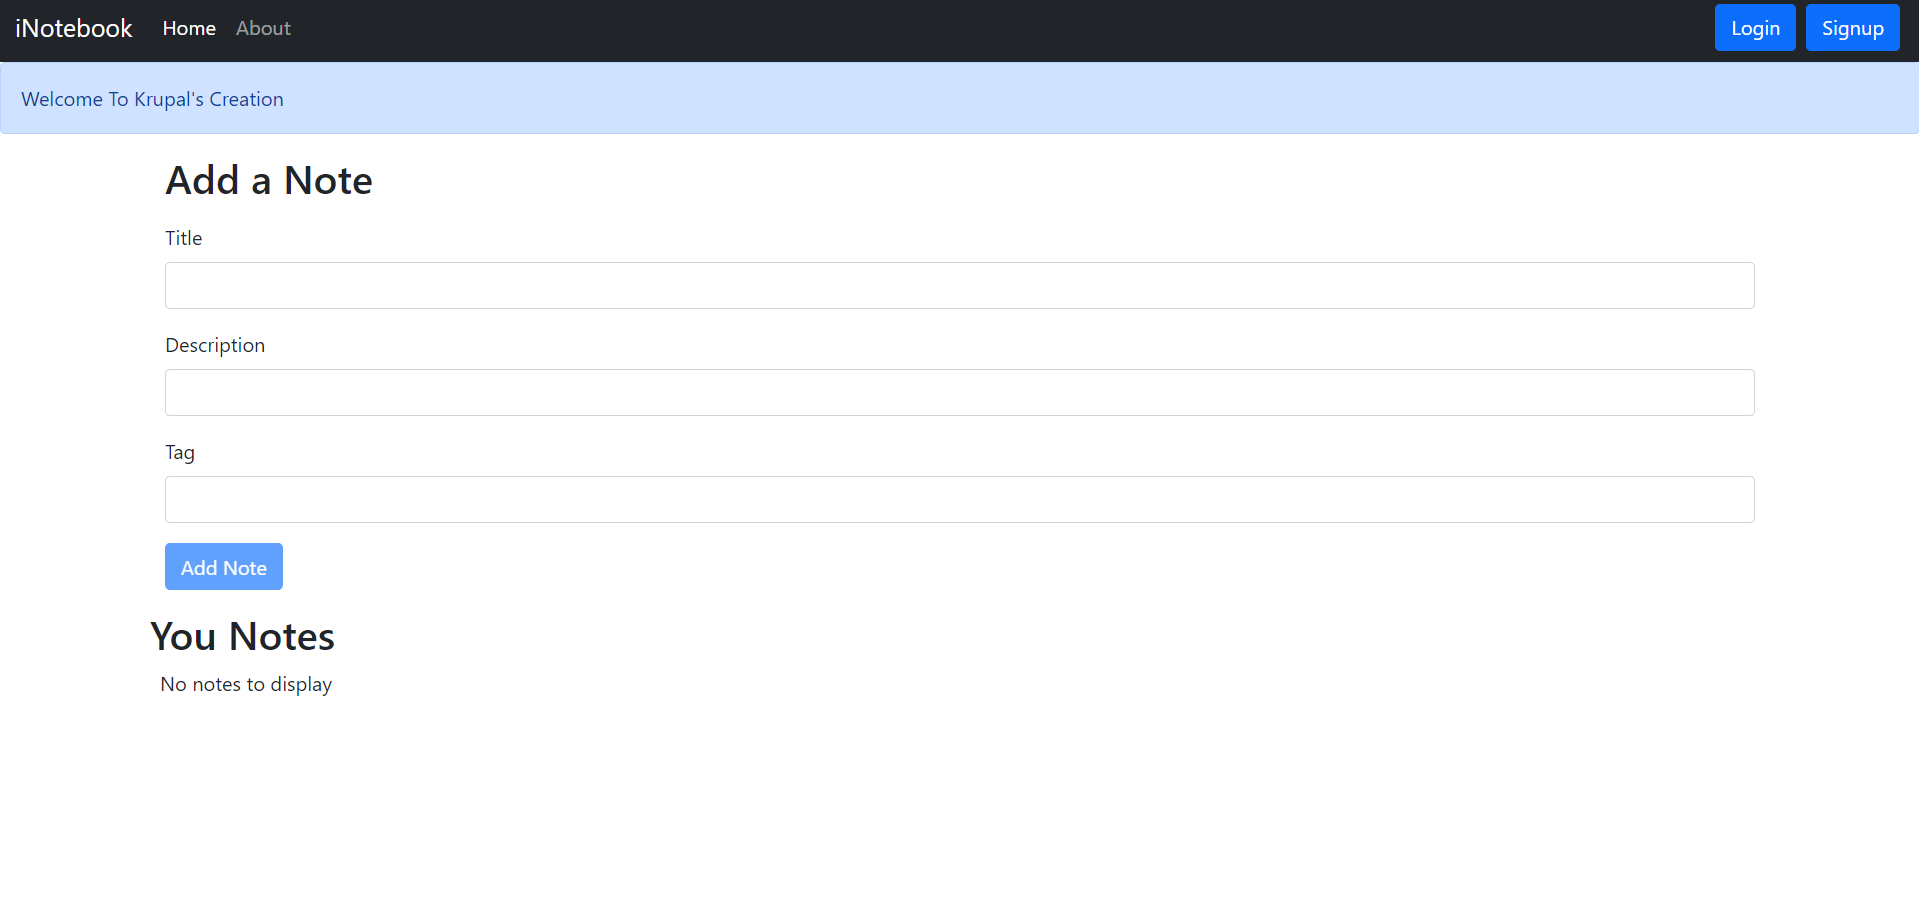 iNotebook Home About Login Signup
Welcome To Krupal's Creation
Add a Note
Title
Description
Tag
Add Note
You Notes
No notes to display